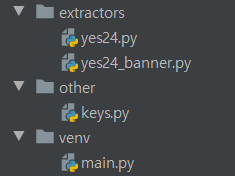 extractors
yes24.py
yes24_banner.py
other
keys.py
venv
main.py